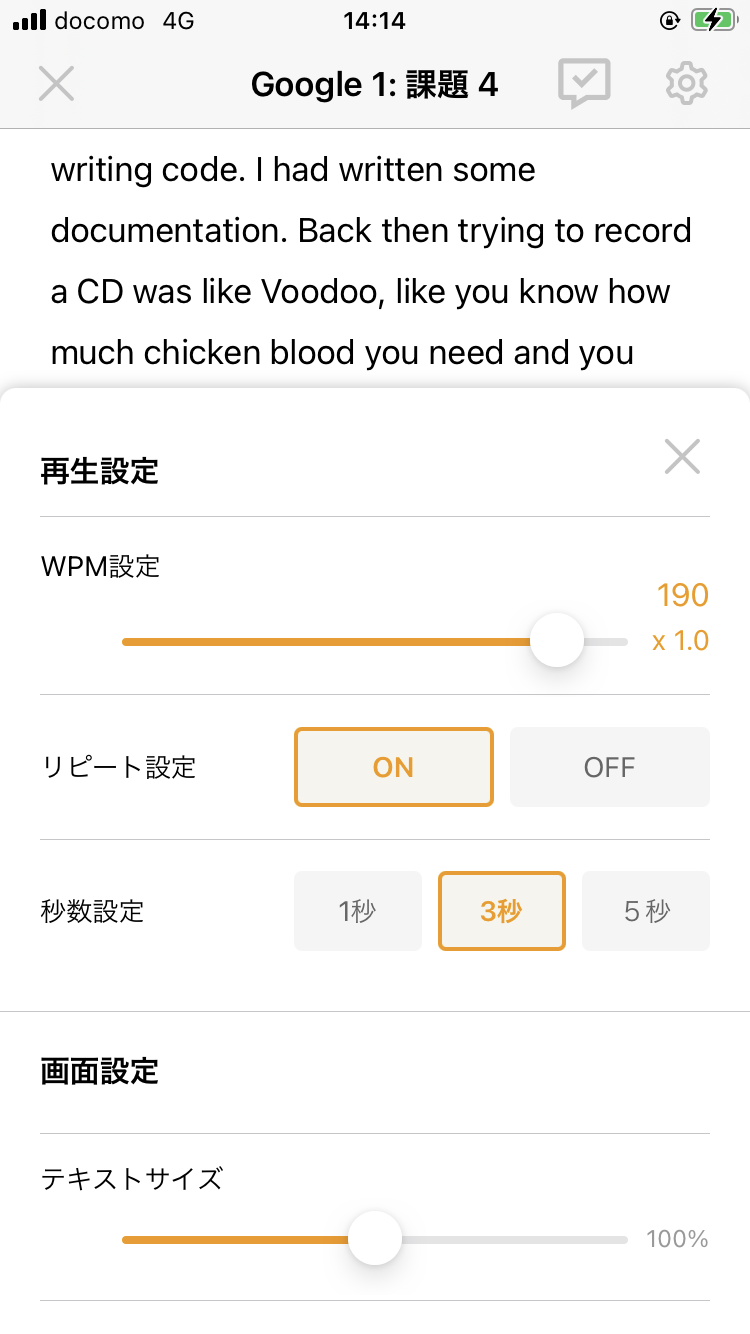 docomo 4G 14:14
Google 1: 課題 4
writing code. I had written some
documentation. Back then trying to record
a CD was like Voodoo, like you know how
much chicken blood you need and you
再生設定
WPM設定
190
x 1.0
リピート設定 ON OFF
秒数設定 1秒 3秒 5 秒
画面設定
テキストサイズ
100%